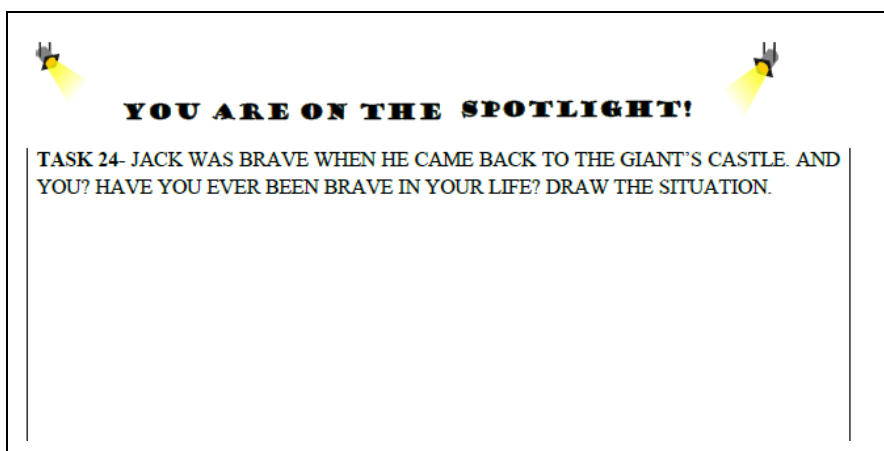 YOU ARE ON THE SPOTLIGHT!
TASK 24- JACK WAS BRAVE WHEN HE CAME BACK TO THE GIANT'S CASTLE. AND
YOU? HAVE YOU EVER BEEN BRAVE IN YOUR LIFE? DRAW THE SITUATION.